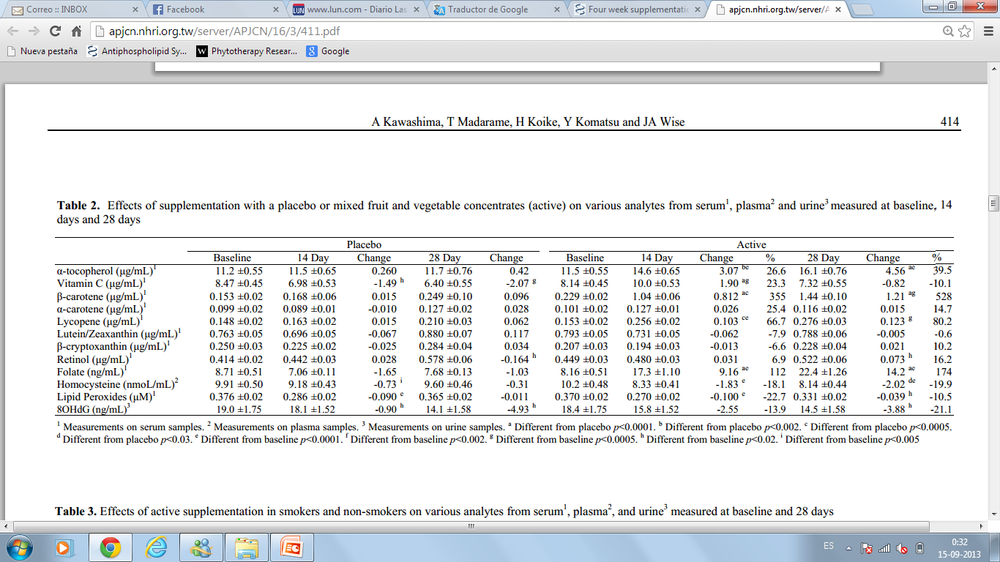 Correo :: INBOX
Facebook
LUN www.lun.com - Diario Las
Traductor de Google
Four week supplementatio
apjcn.nhri.org.tw/server/A
apjcn.nhri.org.tw/server/APJCN/16/3/411.pdf
Nueva pestaña Antiphospholipid Sy... W Phytotherapy Resear... 8 Google
A Kawashima, T Madarame, H Koike, Y Komatsu and JA Wise 414
Table 2. Effects of supplementation with a placebo or mixed fruit and vegetable concentrates (active) on various analytes from serum1, plasma2 and urine3 measured at baseline, 14
days and 28 days
Placebo Active
Baseline 14 Day Change 28 Day Change Baseline 14 Day Change % 28 Day Change %
α-tocopherol (µg/mL)1 11.2 ±0.55 11.5 ±0.65 0.260 11.7 ±0.76 0.42 11.5 ±0.55 14.6 ±0.65 3.07 be 26.6 16.1 ±0.76 4.56 ae 39.5
Vitamin C (µg/mL)1 8.47 ±0.45 6.98 ±0.53 -1.49 h 6.40 ±0.55 -2.07 g 8.14 ±0.45 10.0 ±0.53 1.90 ag 23.3 7.32 ±0.55 -0.82 -10.1
β-carotene (µg/mL)1 0.153 ±0.02 0.168 ±0.06 0.015 0.249 ±0.10 0.096 0.229 ±0.02 1.04 ±0.06 0.812 ac 355 1.44 ±0.10 1.21 ag 528
α-carotene (µg/mL)1 0.099 ±0.02 0.089 ±0.01 -0.010 0.127 ±0.02 0.028 0.101 ±0.02 0.127 ±0.01 0.026 25.4 0.116 ±0.02 0.015 14.7
Lycopene (µg/mL)1 0.148 ±0.02 0.163 ±0.02 0.015 0.210 ±0.03 0.062 0.153 ±0.02 0.256 ±0.02 0.103 ce 66.7 0.276 ±0.03 0.123 g 80.2
Lutein/Zeaxanthin (µg/mL)1 0.763 ±0.05 0.696 ±0.05 -0.067 0.880 ±0.07 0.117 0.793 ±0.05 0.731 ±0.05 -0.062 -7.9 0.788 ±0.06 -0.005 -0.6
β-cryptoxanthin (µg/mL)1 0.250 ±0.03 0.225 ±0.02 -0.025 0.284 ±0.04 0.034 0.207 ±0.03 0.194 ±0.03 -0.013 -6.6 0.228 ±0.04 0.021 10.2
Retinol (µg/mL)1 0.414 ±0.02 0.442 ±0.03 0.028 0.578 ±0.06 -0.164 h 0.449 ±0.03 0.480 ±0.03 0.031 6.9 0.522 ±0.06 0.073 h 16.2
Folate (ng/mL)1 8.71 ±0.51 7.06 ±0.11 -1.65 7.68 ±0.13 -1.03 8.16 ±0.51 17.3 ±1.10 9.16 ae 112 22.4 ±1.26 14.2 ae 174
Homocysteine (nmoL/mL)2 9.91 ±0.50 9.18 ±0.43 -0.73 i 9.60 ±0.46 -0.31 10.2 ±0.48 8.33 ±0.41 -1.83 e -18.1 8.14 ±0.44 -2.02 de -19.9
Lipid Peroxides (µM)1 0.376 ±0.02 0.286 ±0.02 -0.090 e 0.365 ±0.02 -0.011 0.370 ±0.02 0.270 ±0.02 -0.100 e -22.7 0.331 ±0.02 -0.039 h -10.5
8OHdG (ng/mL)3 19.0 ±1.75 18.1 ±1.52 -0.90 h 14.1 ±1.58 -4.93 h 18.4 ±1.75 15.8 ±1.52 -2.55 -13.9 14.5 ±1.58 -3.88 h -21.1
1 Measurements on serum samples. 2 Measurements on plasma samples. 3 Measurements on urine samples. a Different from placebo p<0.0001. b Different from placebo p<0.002. c Different from placebo p<0.0005.
d Different from placebo p<0.03. e Different from baseline p<0.0001. f Different from baseline p<0.002. g Different from baseline p<0.0005. h Different from baseline p<0.02. i Different from baseline p<0.005
Table 3. Effects of active supplementation in smokers and non-smokers on various analytes from serum1, plasma2, and urine3 measured at baseline and 28 days
ES 0:32
15-09-2013